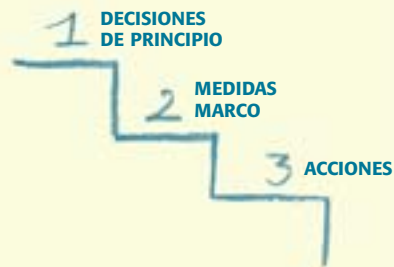 1 DECISIONES
DE PRINCIPIO
2 MEDIDAS
MARCO
3 ACCIONES